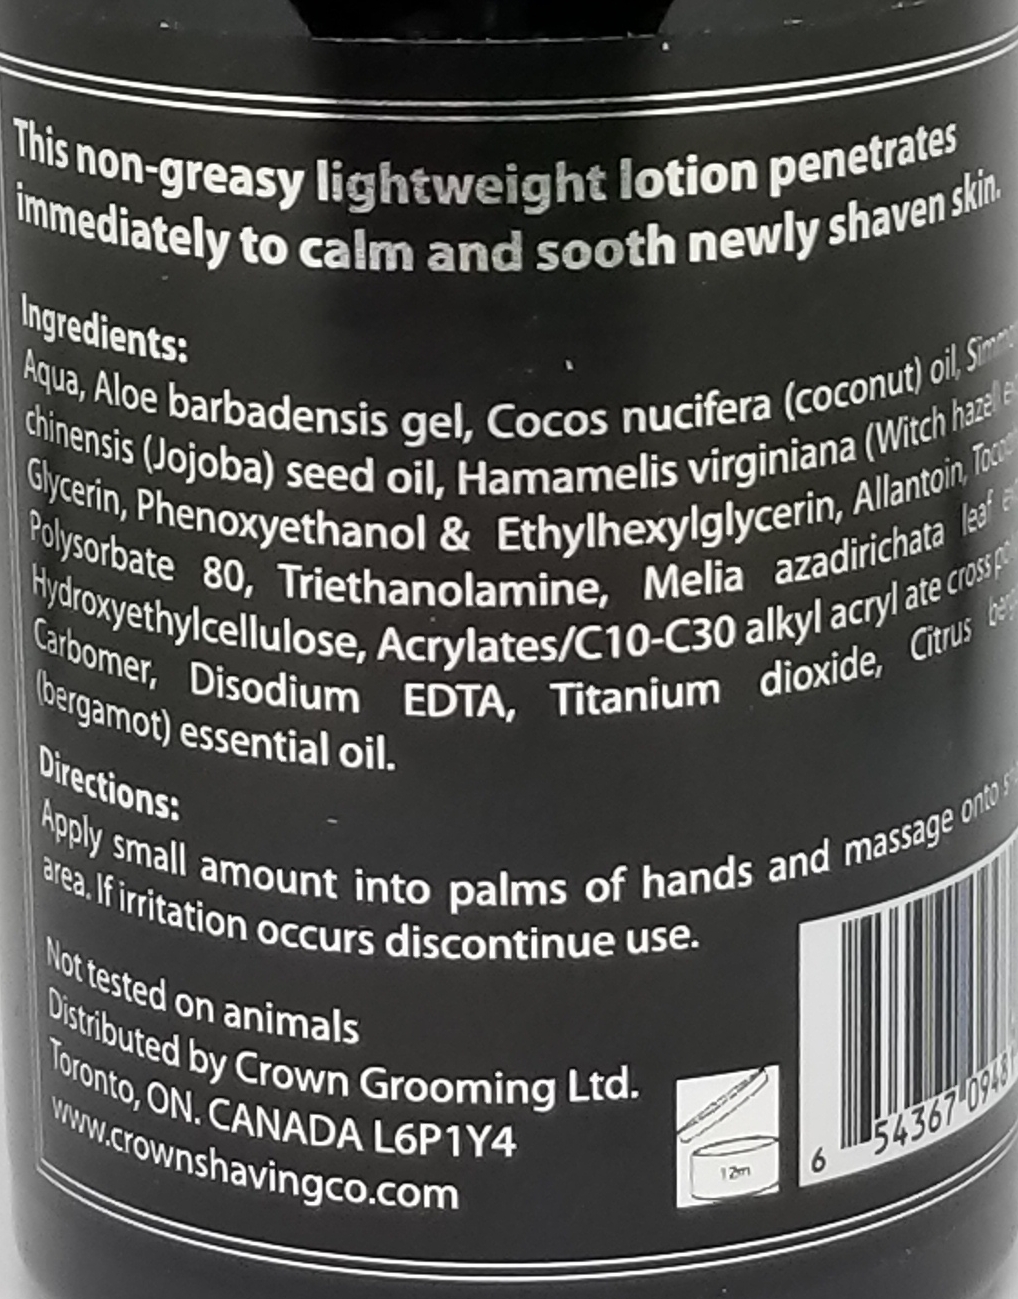 This non-greasy lightweight lotion penetrates
immediately to calm and sooth newly shaven skin.
Ingredients:
Aqua, Aloe barbadensis gel, Cocos nucifera (coconut) oil,
chinensis (Jojoba) seed oil, Hamamelis virginiana (Witch hazel)
Glycerin, Phenoxyethanol & Ethylhexylglycerin, Allantoin,
Polysorbate 80, Triethanolamine, Melia azadirichata leaf
Hydroxyethylcellulose, Acrylates/C10-C30 alkyl acryl ate cross
Carbomer, Disodium EDTA, Titanium dioxide, Citrus
(bergamot) essential oil.
Directions:
Apply small amount into palms of hands and massage onto
area. If irritation occurs discontinue use.
Not tested on animals
Distributed by Crown Grooming Ltd.
Toronto, ON. CANADA L6P1Y4
www.crownshavingco.com
12m
6 54367 0948